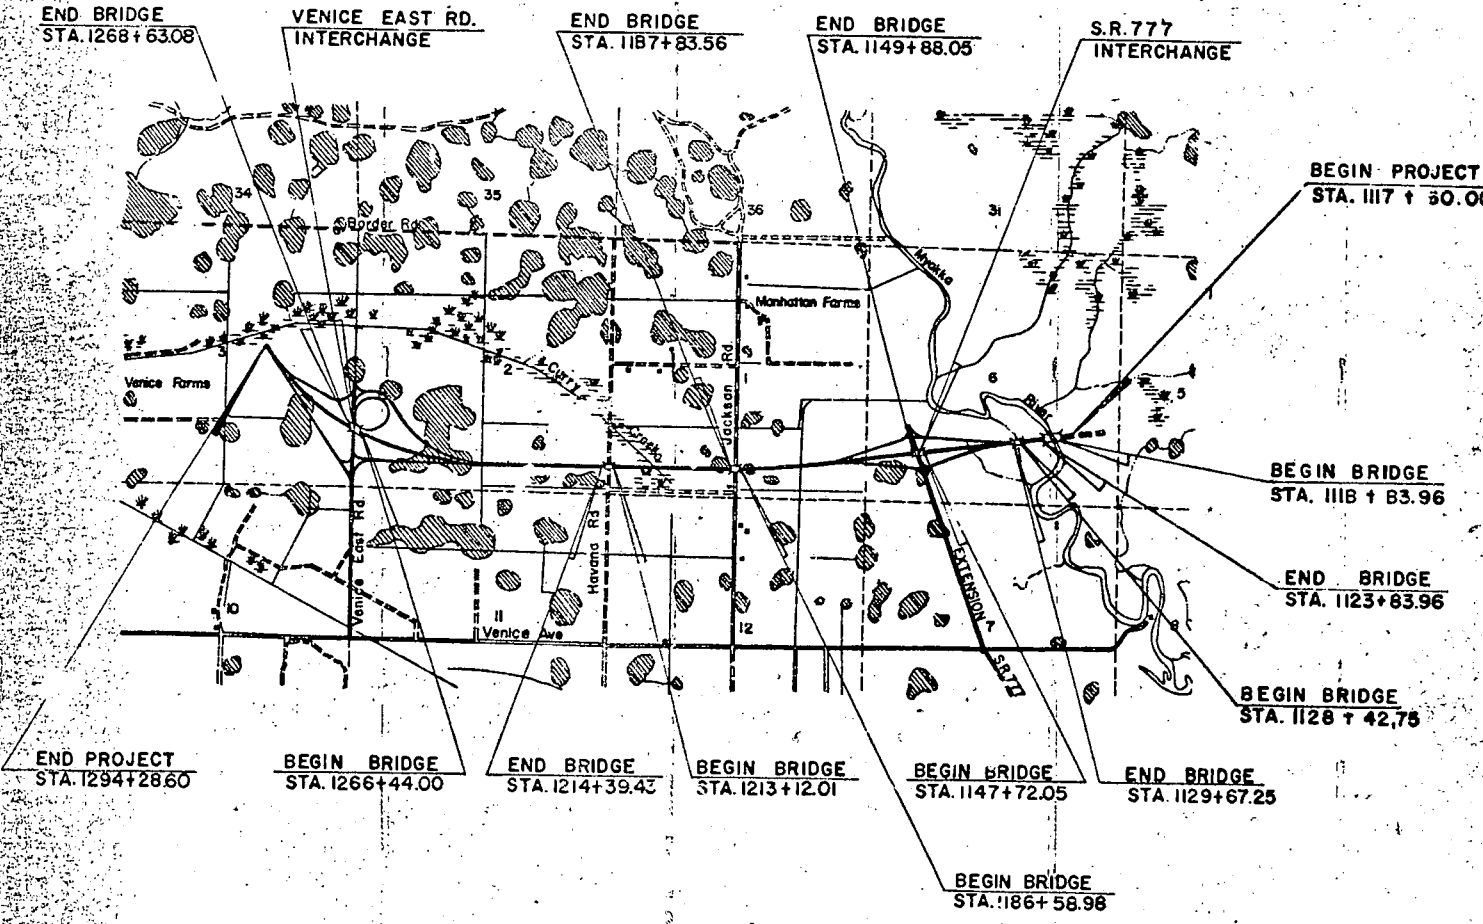 END BRIDGE
STA. 1268+63.08
VENICE EAST RD.
INTERCHANGE
END BRIDGE
STA. 1187+83.56
END BRIDGE
STA. 1149+88.05
S.R. 777
INTERCHANGE
BEGIN PROJECT
STA. 1117 +
34
35
36
31
Border Rd
Myakka
Manhattan Farms
3
2
Curry
1
6
5
River
Venice Farms
Jackson Rd
BEGIN BRIDGE
STA. 1118 + 83.96
END BRIDGE
STA. 1123+83.96
Venice East Rd.
Havana Rd
EXTENSION
10
11
Venice Ave
12
8
S.R. 777
BEGIN BRIDGE
STA. 1128 + 42,75
END PROJECT
STA. 1294+28.60
BEGIN BRIDGE
STA. 1266+44.00
END BRIDGE
STA. 1214+39.43
BEGIN BRIDGE
STA. 1213+12.01
BEGIN BRIDGE
STA. 1147+72.05
END BRIDGE
STA. 1129+67.25
BEGIN BRIDGE
STA. 1186+58.98